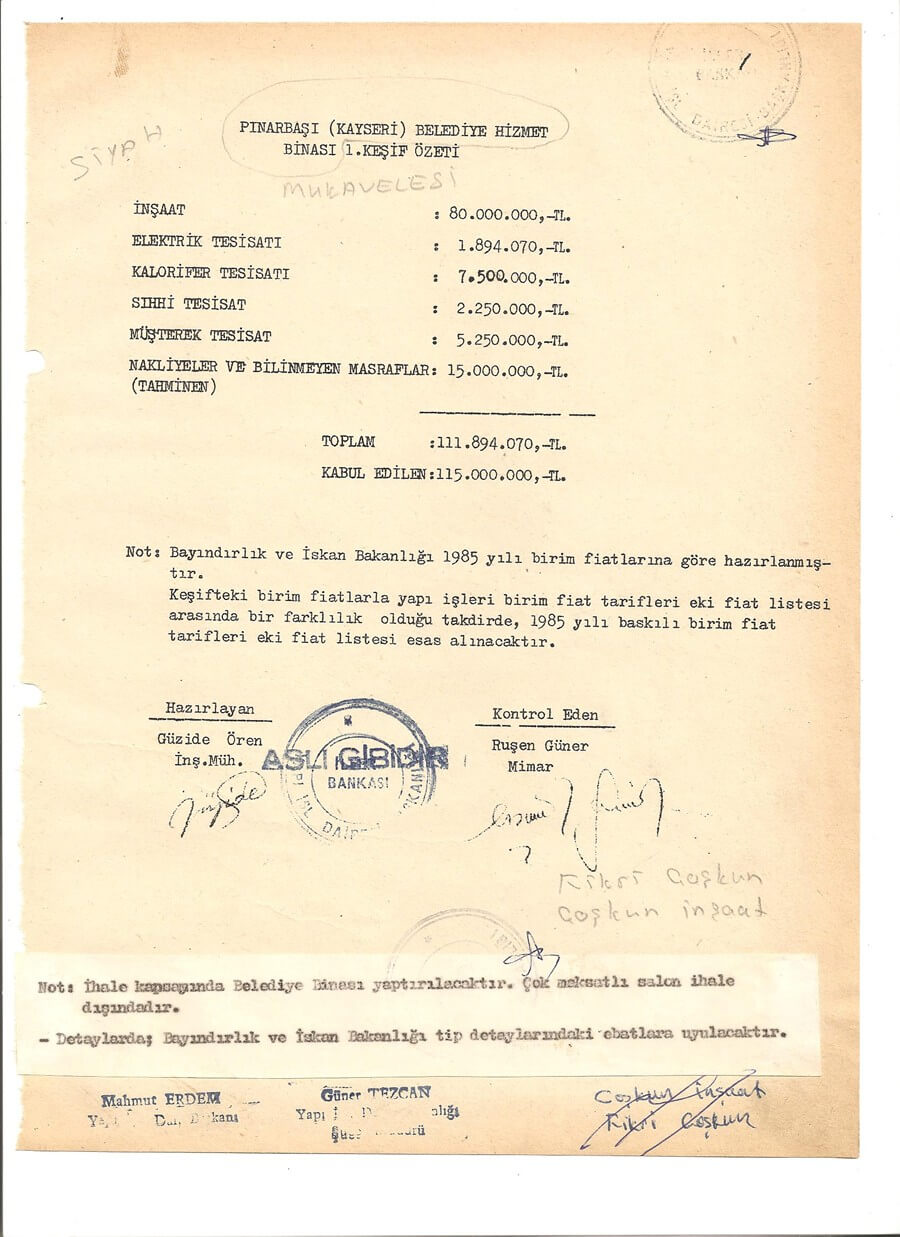 PINARBAŞI (KAYSERİ) BELEDİYE HİZMET
BİNASI 1.KEŞİF ÖZETİ
SİYAH
MUKAVELESİ
İNŞAAT : 80.000.000,-TL.
ELEKTRİK TESİSATI : 1.894.070,-TL.
KALORİFER TESİSATI : 7.500.000,-TL.
SIHHİ TESİSAT : 2.250.000,-TL.
MÜŞTEREK TESİSAT : 5.250.000,-TL.
NAKLİYELER VE BİLİNMEYEN MASRAFLAR: 15.000.000,-TL.
(TAHMİNEN)
TOPLAM :111.894.070,-TL.
KABUL EDİLEN:115.000.000,-TL.
Not: Bayındırlık ve İskan Bakanlığı 1985 yılı birim fiatlarına göre hazırlanmış-
tır.
Keşifteki birim fiatlarla yapı işleri birim fiat tarifleri eki fiat listesi
arasında bir farklılık olduğu takdirde, 1985 yılı baskılı birim fiat
tarifleri eki fiat listesi esas alınacaktır.
Hazırlayan
Güzide Ören
İnş.Müh.
Kontrol Eden
Ruşen Güner
Mimar
ASLI GİBİDİR
BANKASI
Fikri Coşkun
Coşkun inşaat
Not: İhale kapsamında Belediye Binası yaptırılacaktır. Çok maksatlı salon ihale
dışındadır.
- Detaylarda; Bayındırlık ve İskan Bakanlığı tip detaylarındaki ebatlara uyulacaktır.
Mahmut ERDEM
Güner TEZCAN
Yapı
Coşkun inşaat
Fikri Coşkun